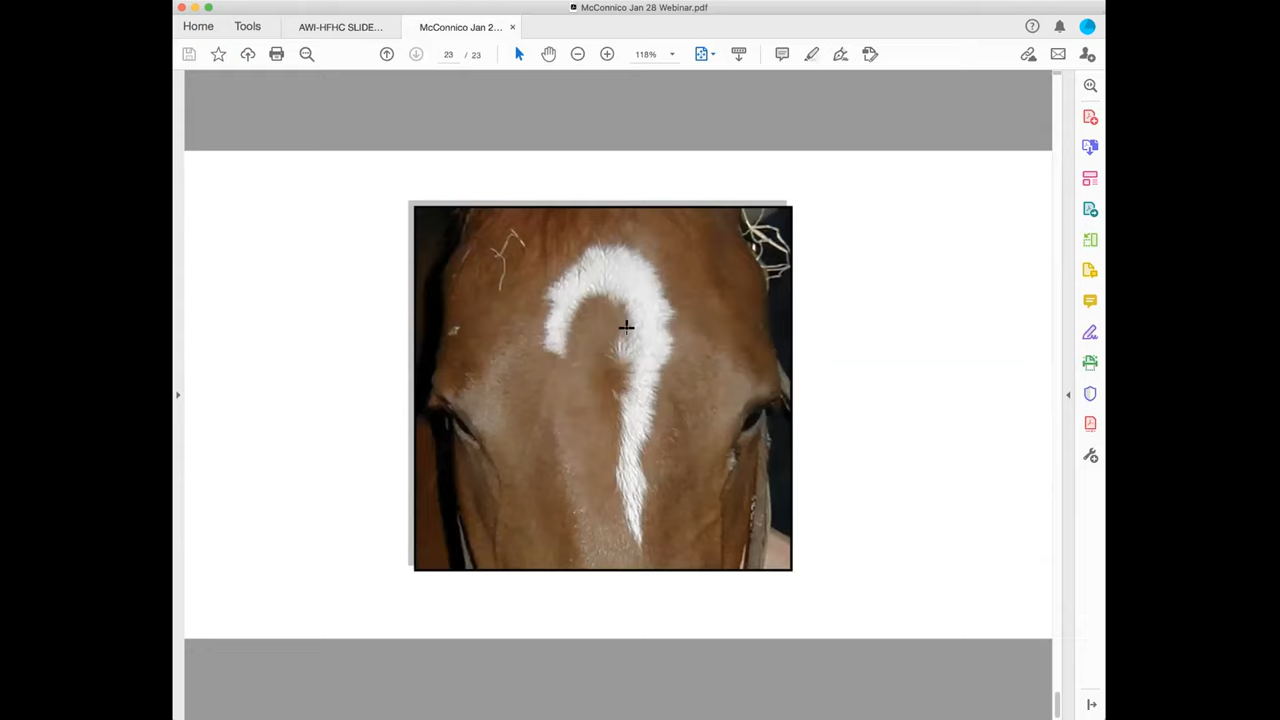 McConnico Jan 28 Webinar.pdf
Home
Tools
AWI-HFHC SLIDE...
McConnico Jan 2...
23 / 23
118%